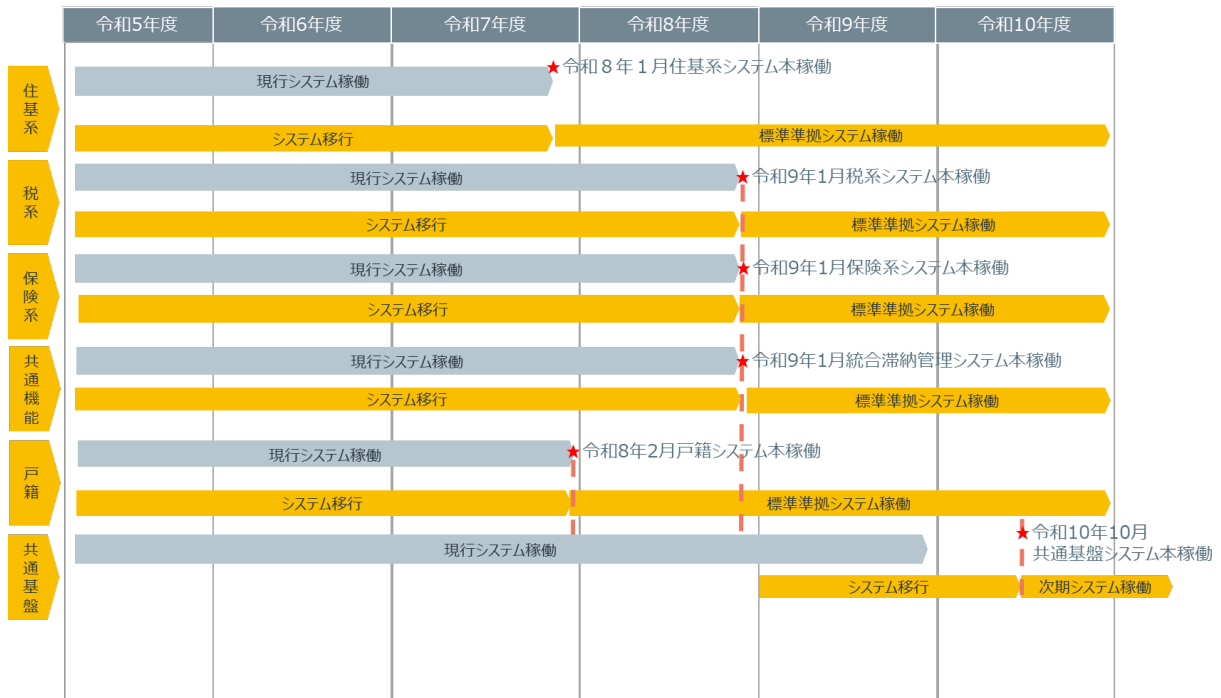 令和5年度 令和6年度 令和7年度 令和8年度 令和9年度 令和10年度
住基系
現行システム稼働
★令和８年１月住基系システム本稼働
システム移行
標準準拠システム稼働
税系
現行システム稼働
★令和9年1月税系システム本稼働
システム移行
標準準拠システム稼働
保険系
現行システム稼働
★令和9年1月保険系システム本稼働
システム移行
標準準拠システム稼働
共通機能
現行システム稼働
★令和9年1月統合滞納管理システム本稼働
システム移行
標準準拠システム稼働
戸籍
現行システム稼働
★令和8年2月戸籍システム本稼働
システム移行
標準準拠システム稼働
共通基盤
現行システム稼働
★令和10年10月
共通基盤システム本稼働
システム移行
次期システム稼働